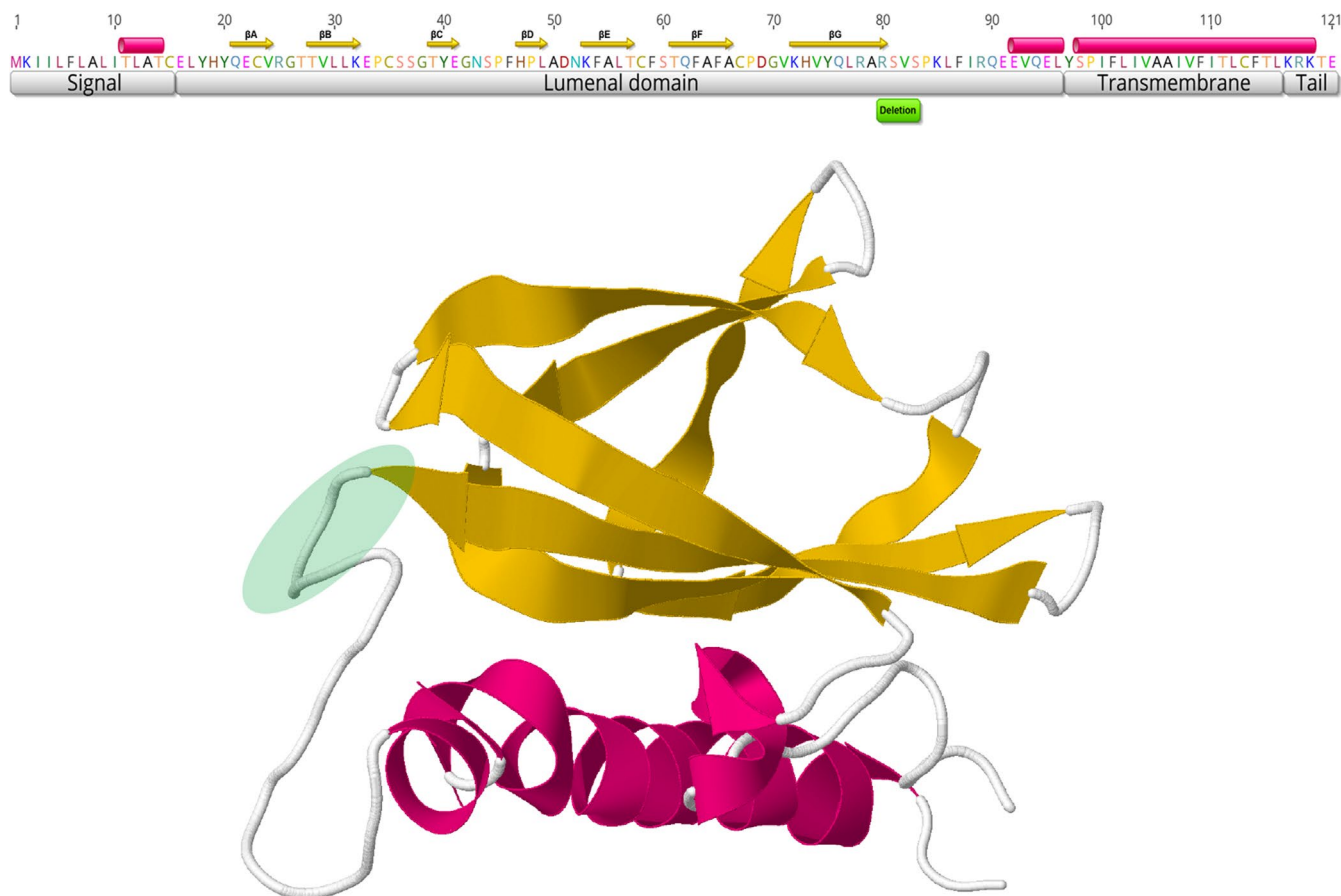 1 10 20 30 40 50 60 70 80 90 100 110 121
βA βB βC βD βE βF βG
MKIILFLALITLATCELYHYQECVRGTTVLLKEPCSSGTYEGNSPFHPLADNKFALTCFSTQFAFACPDGVKHVYQLRARSVSPKLFIRQEEVQELYSPIFLIVAAIVFITLCFTLKRKTE
Signal Lumenal domain Transmembrane Tail
Deletion